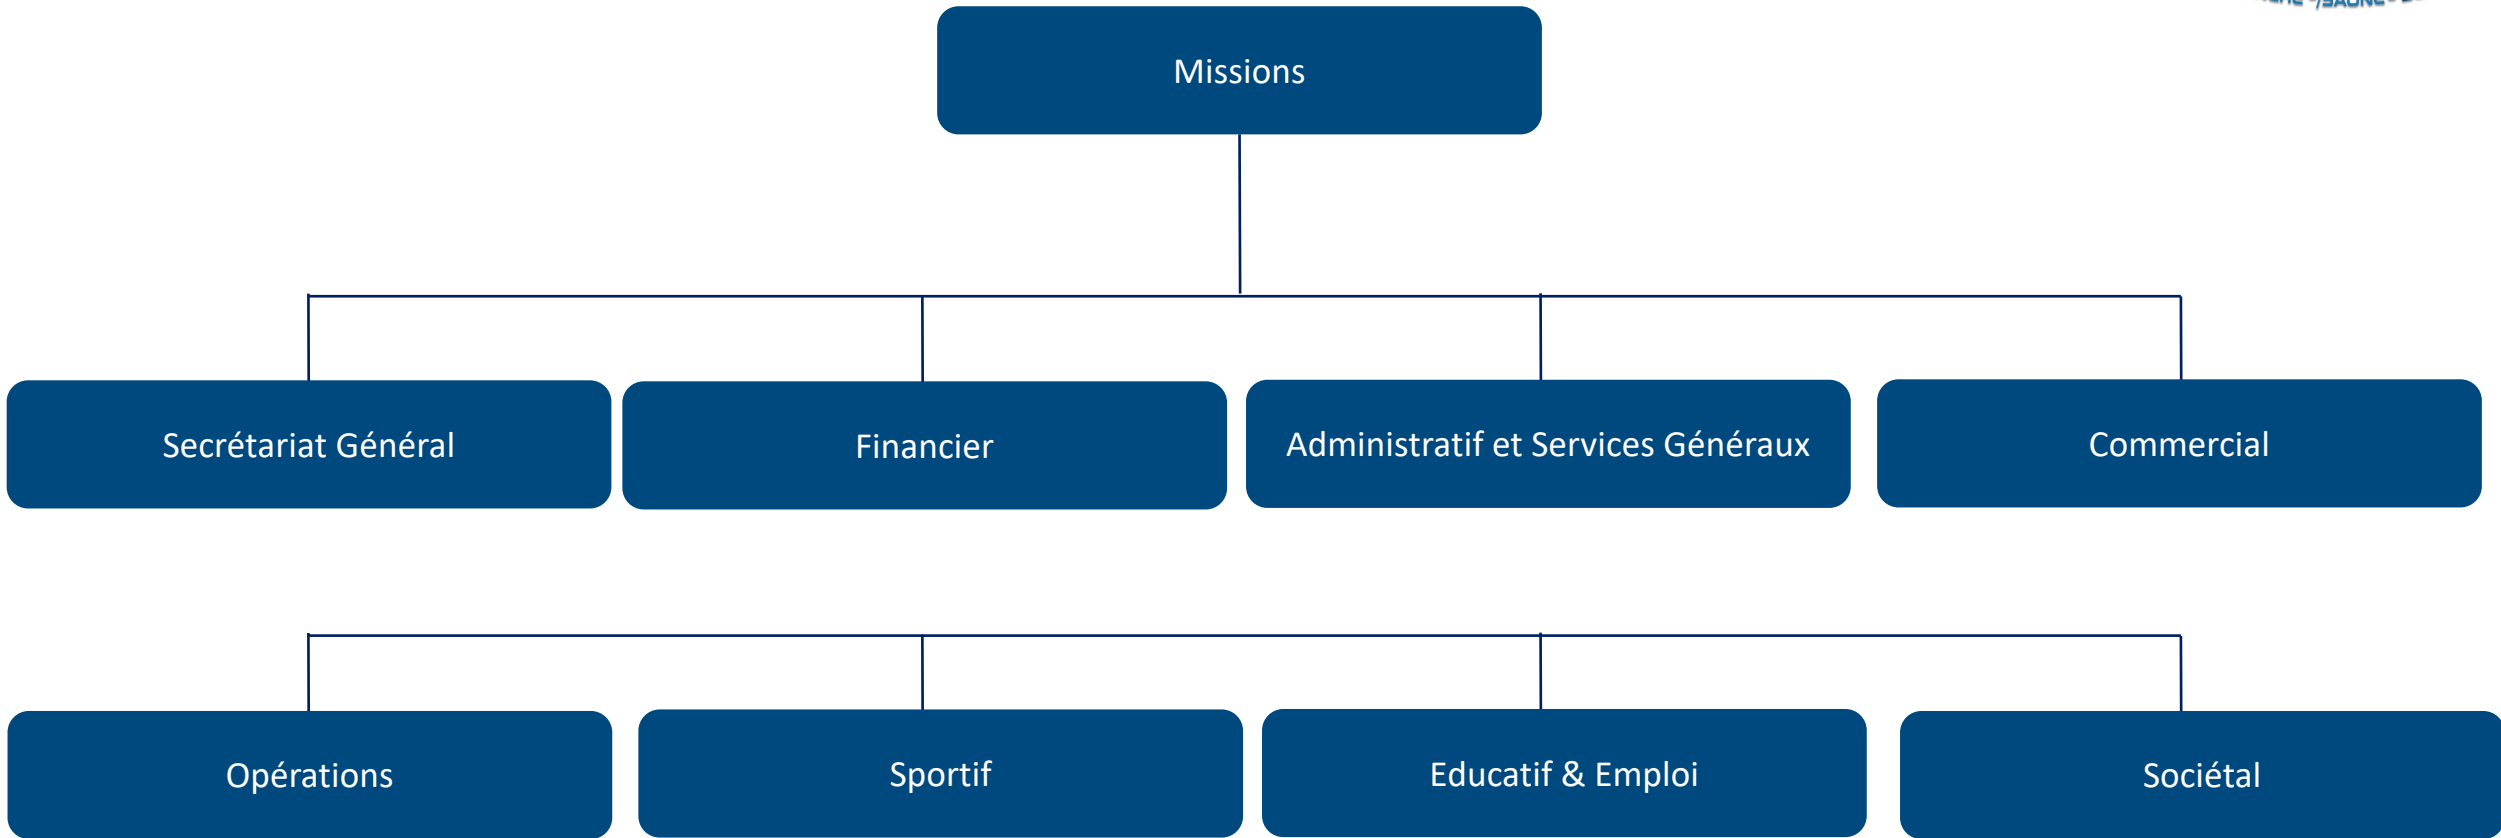 Missions
Secrétariat Général
Financier
Administratif et Services Généraux
Commercial
Opérations
Sportif
Educatif & Emploi
Sociétal